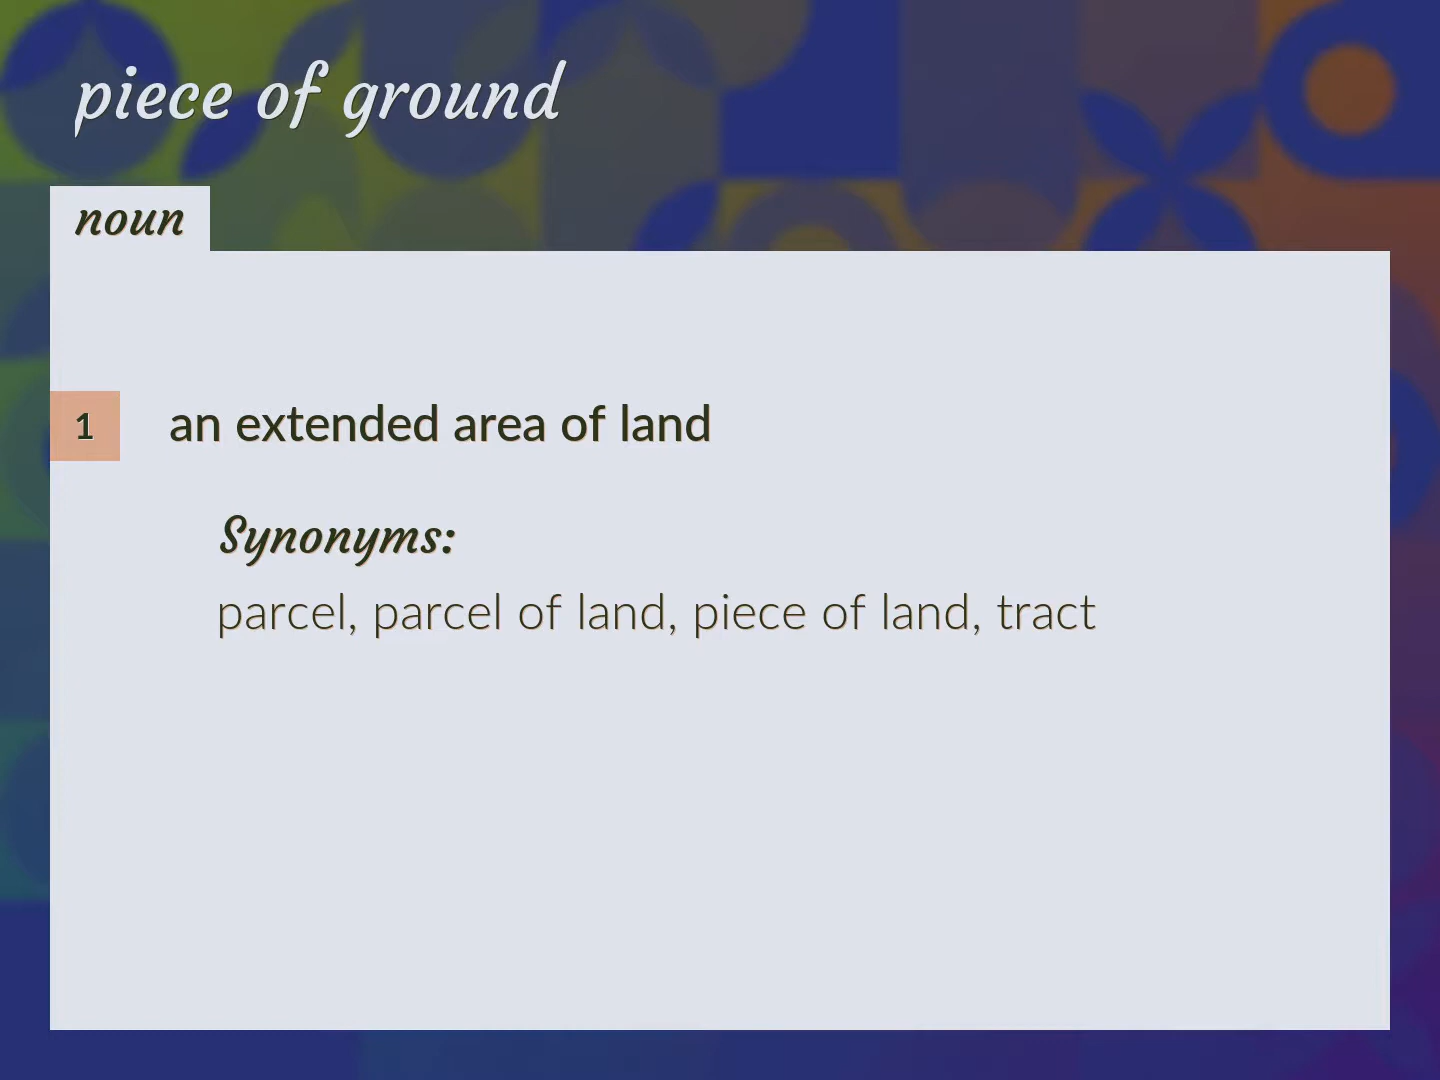 piece of ground
noun
1 an extended area of land
Synonyms:
parcel, parcel of land, piece of land, tract